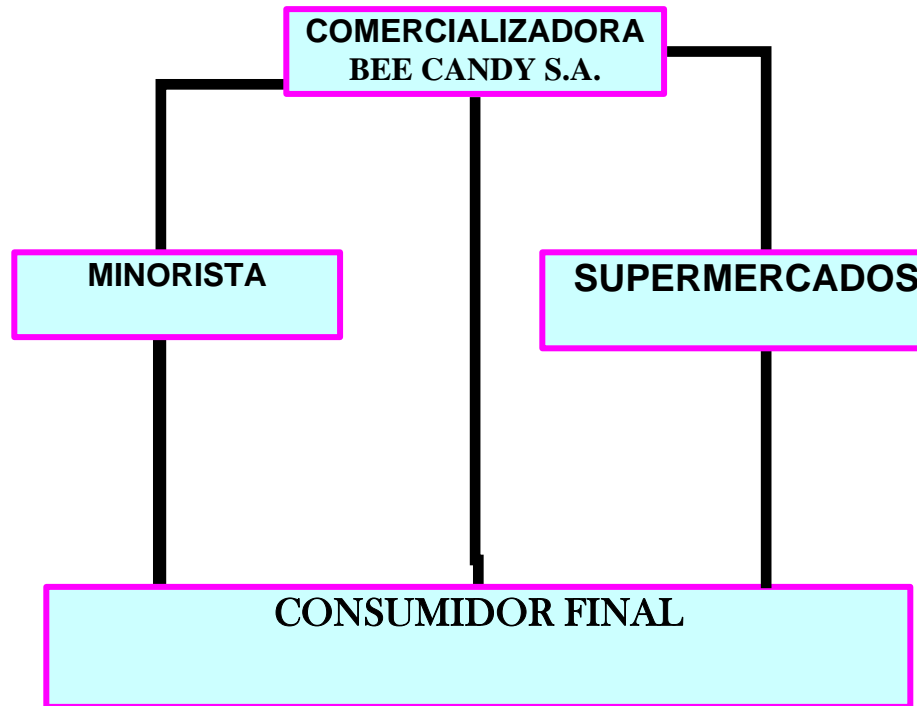 COMERCIALIZADORA
BEE CANDY S.A.
MINORISTA
SUPERMERCADOS
CONSUMIDOR FINAL